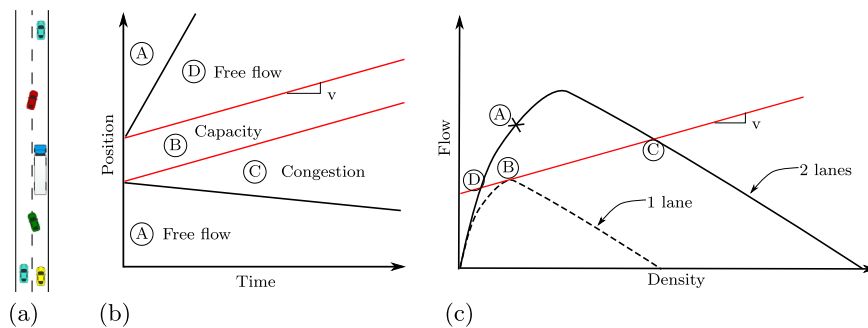 A
D Free flow
v
B Capacity
C Congestion
A Free flow
Position
Time
A
B
D
C
v
2 lanes
1 lane
Flow
Density
(a)
(b)
(c)